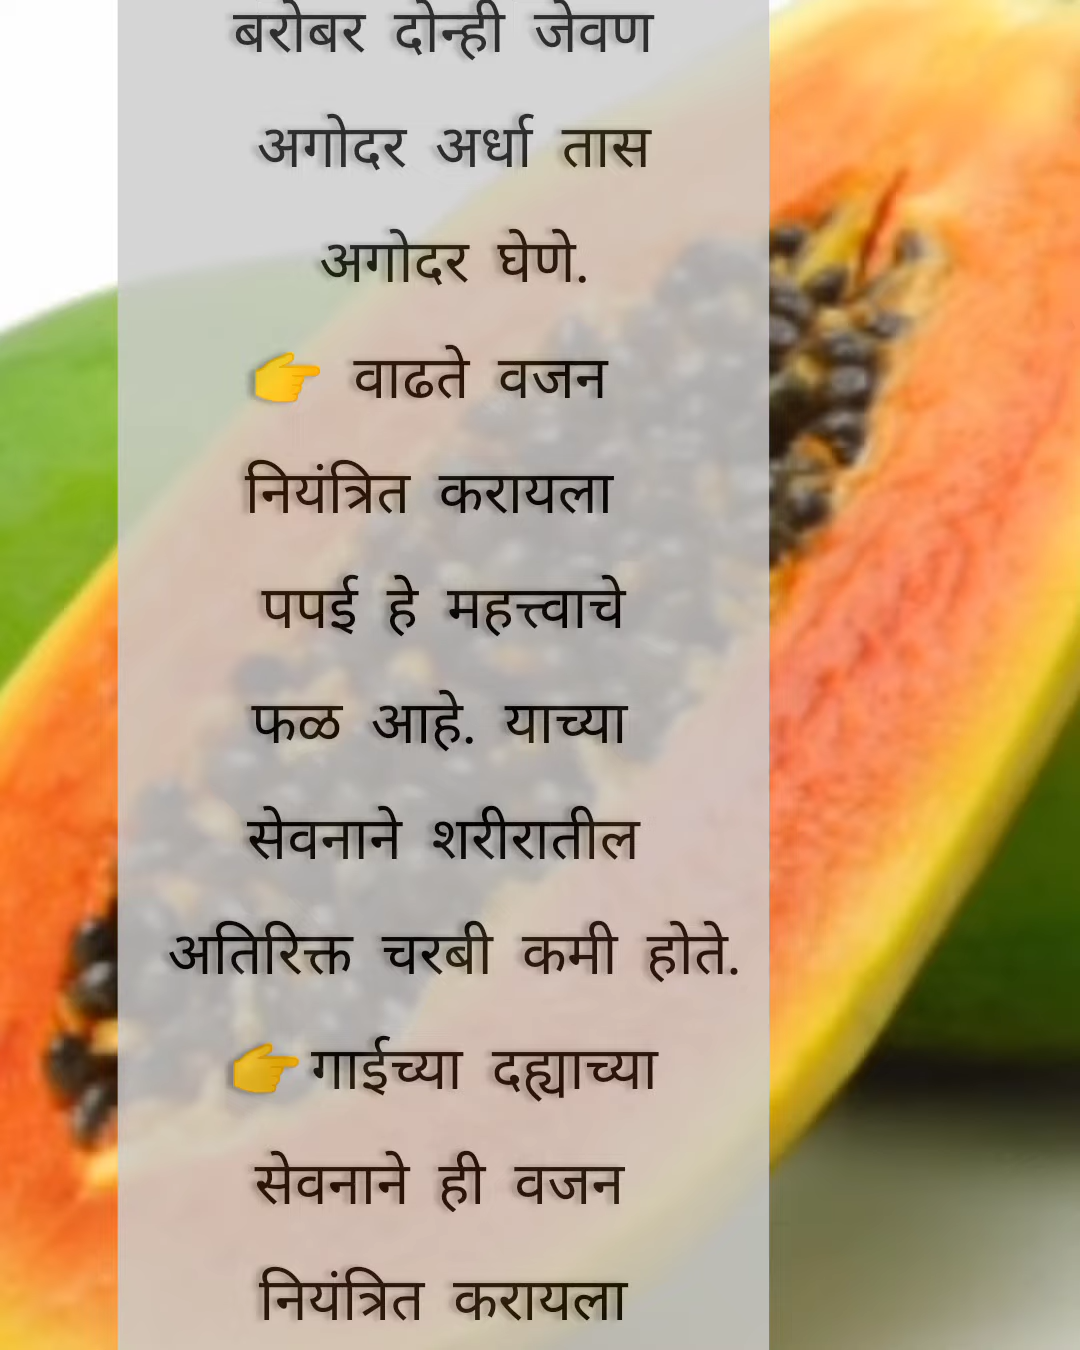 बरोबर दोन्ही जेवण
अगोदर अर्धा तास
अगोदर घेणे.
👉 वाढते वजन
नियंत्रित करायला
पपई हे महत्त्वाचे
फळ आहे. याच्या
सेवनाने शरीरातील
अतिरिक्त चरबी कमी होते.
👉गाईच्या दह्याच्या
सेवनाने ही वजन
नियंत्रित करायला